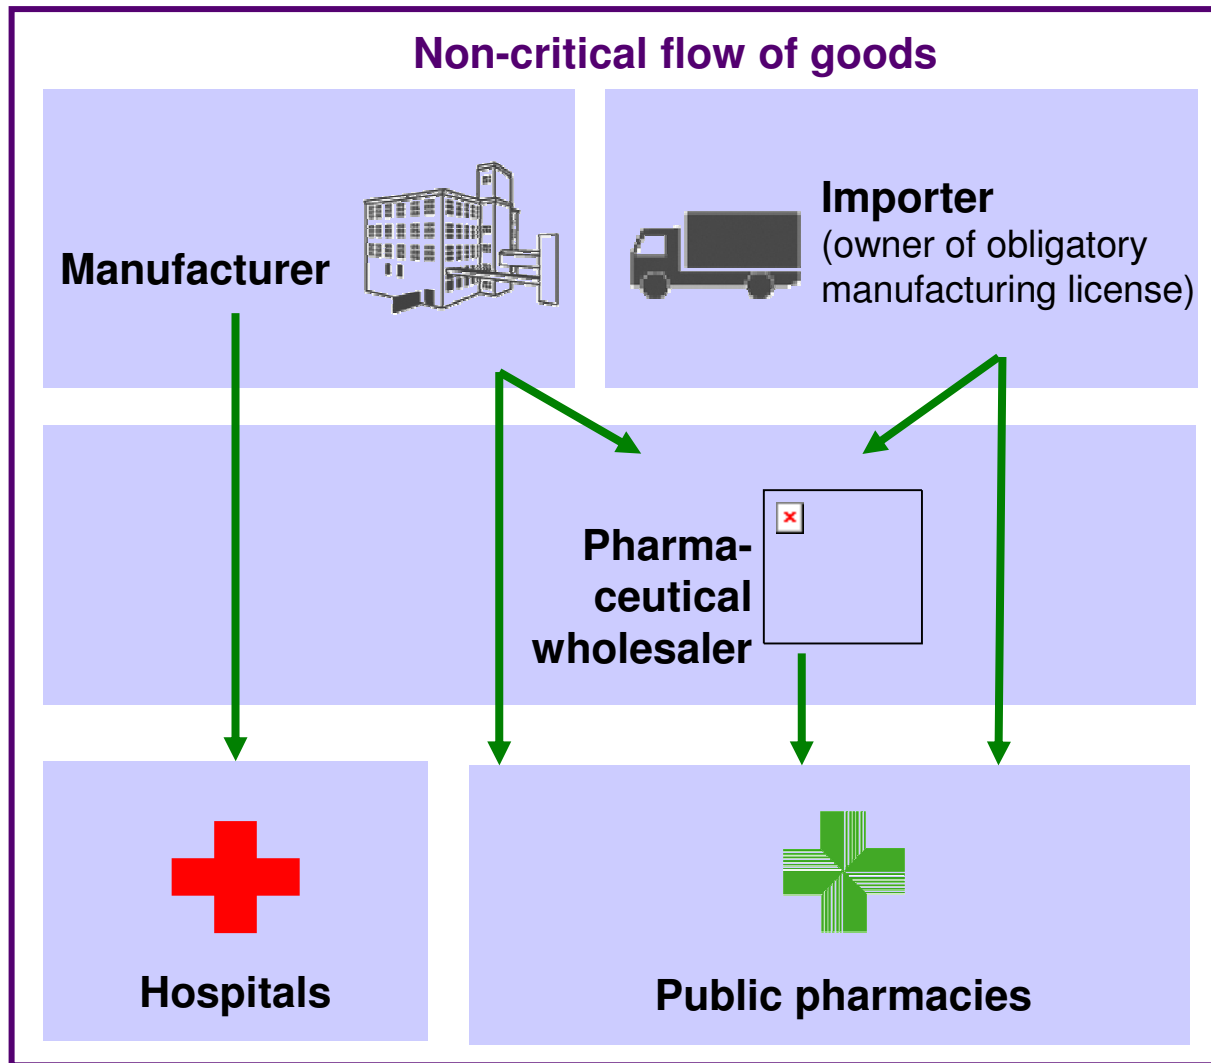 Non-critical flow of goods
Manufacturer
Importer
(owner of obligatory
manufacturing license)
Pharma-
ceutical
wholesaler
Hospitals
Public pharmacies